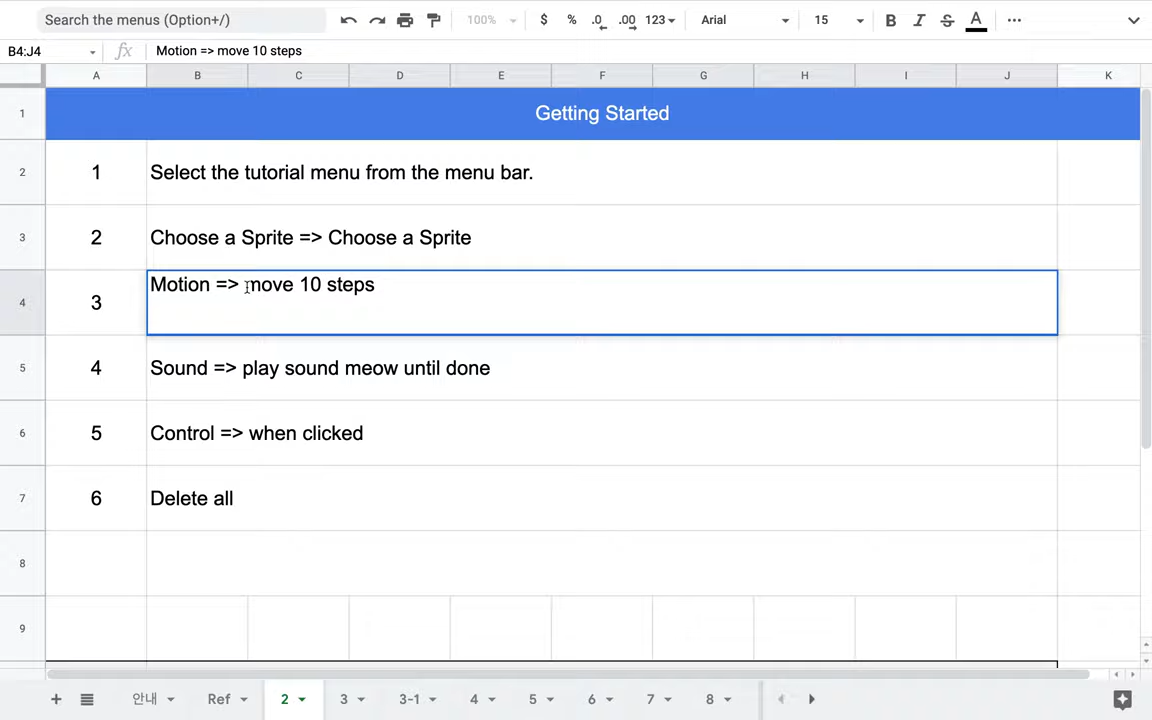 Search the menus (Option+/) 100% $ % .0 .00 123 Arial 15 B I S A
B4:J4 fx Motion => move 10 steps
A B C D E F G H I J K
1 Getting Started
2 1 Select the tutorial menu from the menu bar.
3 2 Choose a Sprite => Choose a Sprite
4 3 Motion => move 10 steps
5 4 Sound => play sound meow until done
6 5 Control => when clicked
7 6 Delete all
8
9
+ 안내 Ref 2 3 3-1 4 5 6 7 8